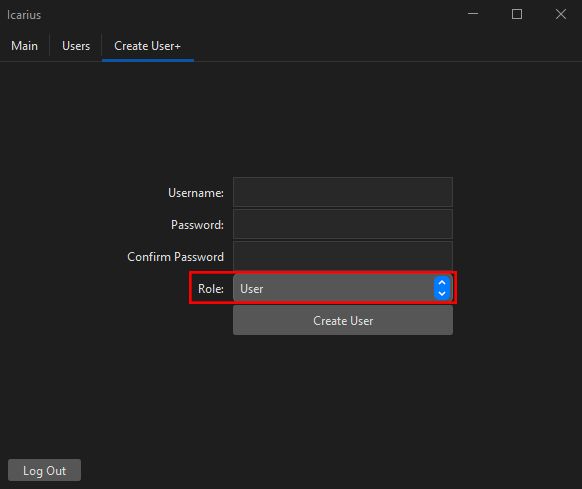 Icarius
Main Users Create User+
Username:
Password:
Confirm Password
Role: User
Create User
Log Out